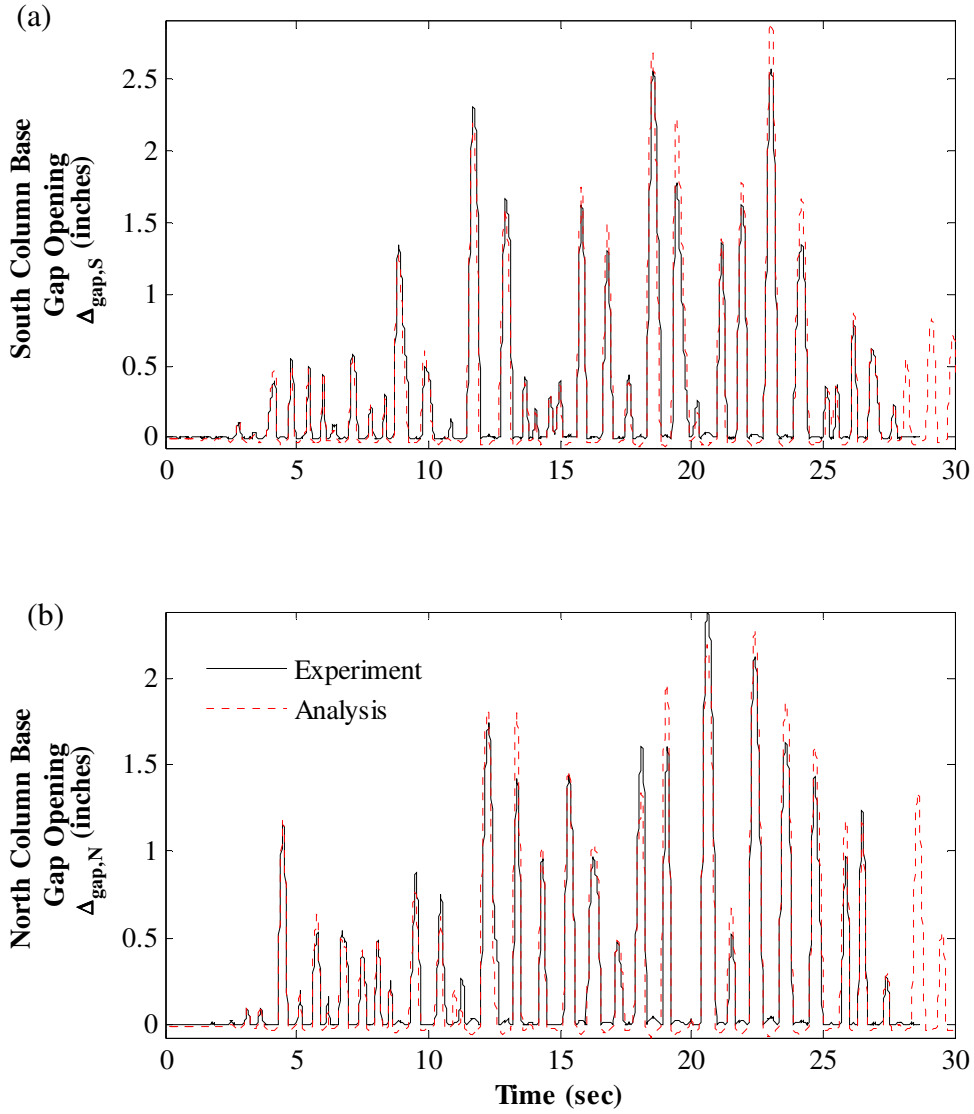 (a)
South Column Base
Gap Opening
Δgap,S (inches)
2.5
2
1.5
1
0.5
0
0 5 10 15 20 25 30
(b)
North Column Base
Gap Opening
Δgap,N (inches)
Experiment
Analysis
2
1.5
1
0.5
0
0 5 10 15 20 25 30
Time (sec)